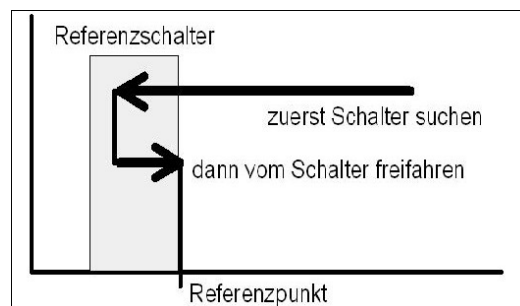 Referenzschalter
zuerst Schalter suchen
dann vom Schalter freifahren
Referenzpunkt